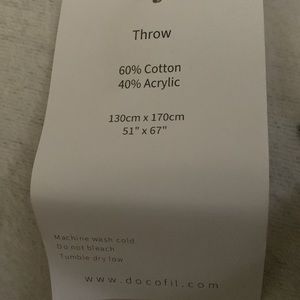 Throw
60% Cotton
40% Acrylic
130cm x 170cm
51" x 67"
Machine wash cold
Do not bleach
Tumble dry low
www.docofil.com